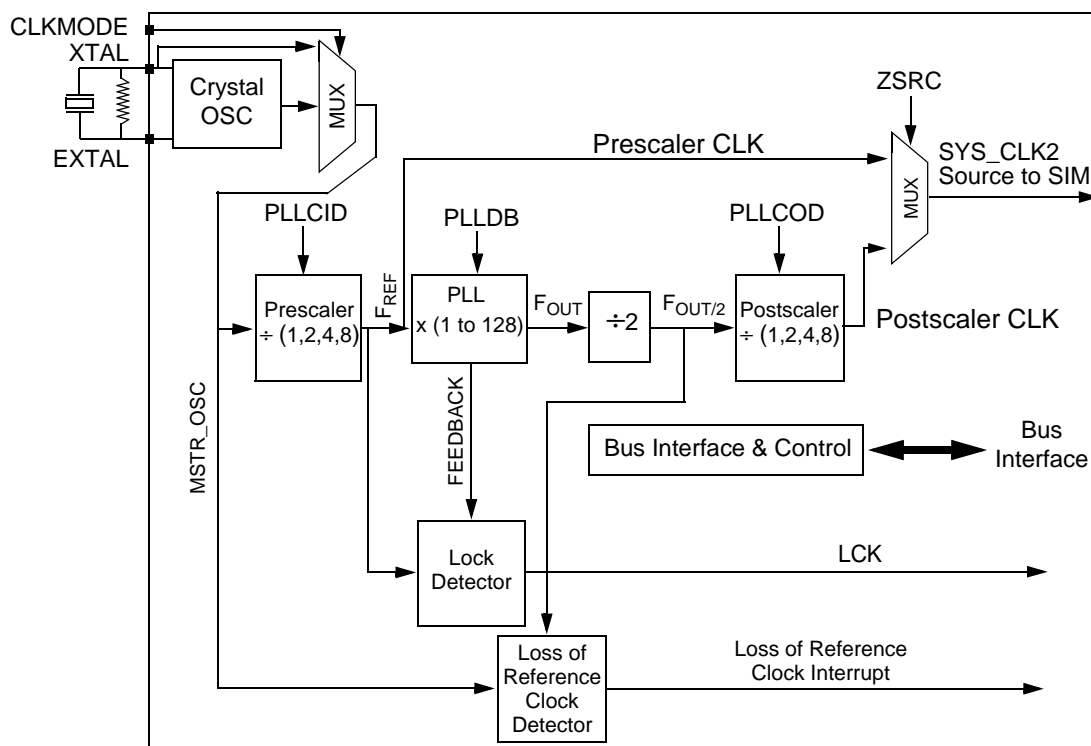 CLKMODE
XTAL
Crystal
OSC
MUX
EXTAL
ZSRC
Prescaler CLK
MUX
SYS_CLK2
Source to SIM
PLLCID
PLLDB
PLLCOD
Prescaler
÷ (1,2,4,8)
FREF
PLL
x (1 to 128)
FOUT
÷2
FOUT/2
Postscaler
÷ (1,2,4,8)
Postscaler CLK
MSTR_OSC
FEEDBACK
Bus Interface & Control
Bus
Interface
Lock
Detector
LCK
Loss of
Reference
Clock
Detector
Loss of Reference
Clock Interrupt